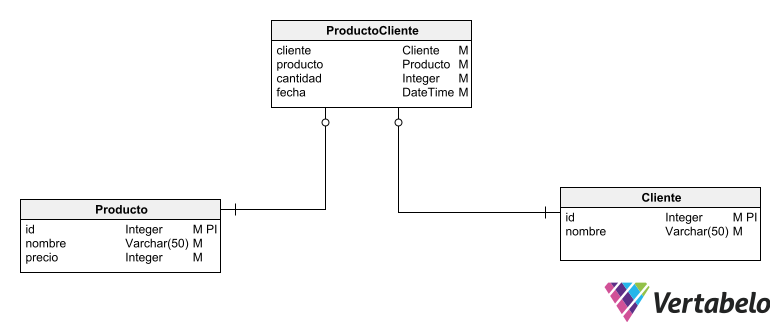 ProductoCliente
cliente Cliente M
producto Producto M
cantidad Integer M
fecha DateTime M
Producto
id Integer M PI
nombre Varchar(50) M
precio Integer M
Cliente
id Integer M PI
nombre Varchar(50) M
Vertabelo